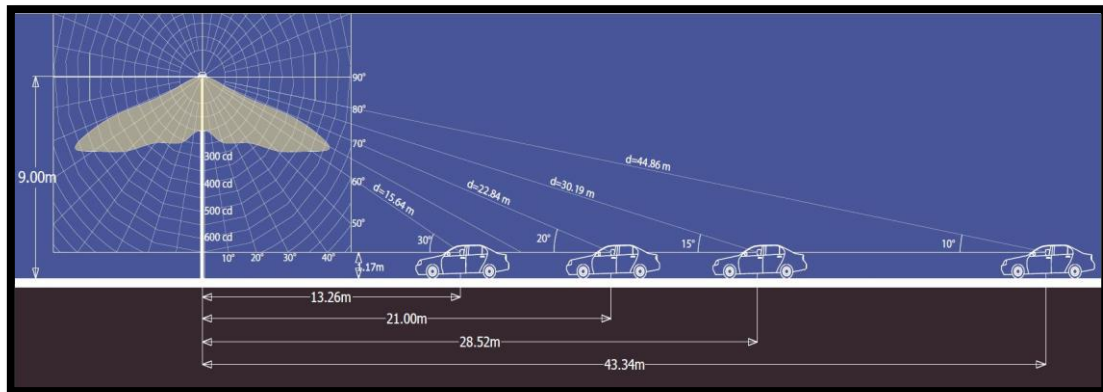 90°
80°
70°
60°
50°
9.00m
300 cd
400 cd
500 cd
600 cd
10° 20° 30° 40°
d=15.64 m
d=22.84 m
d=30.19 m
d=44.86 m
30°
20°
15°
10°
.17m
13.26m
21.00m
28.52m
43.34m